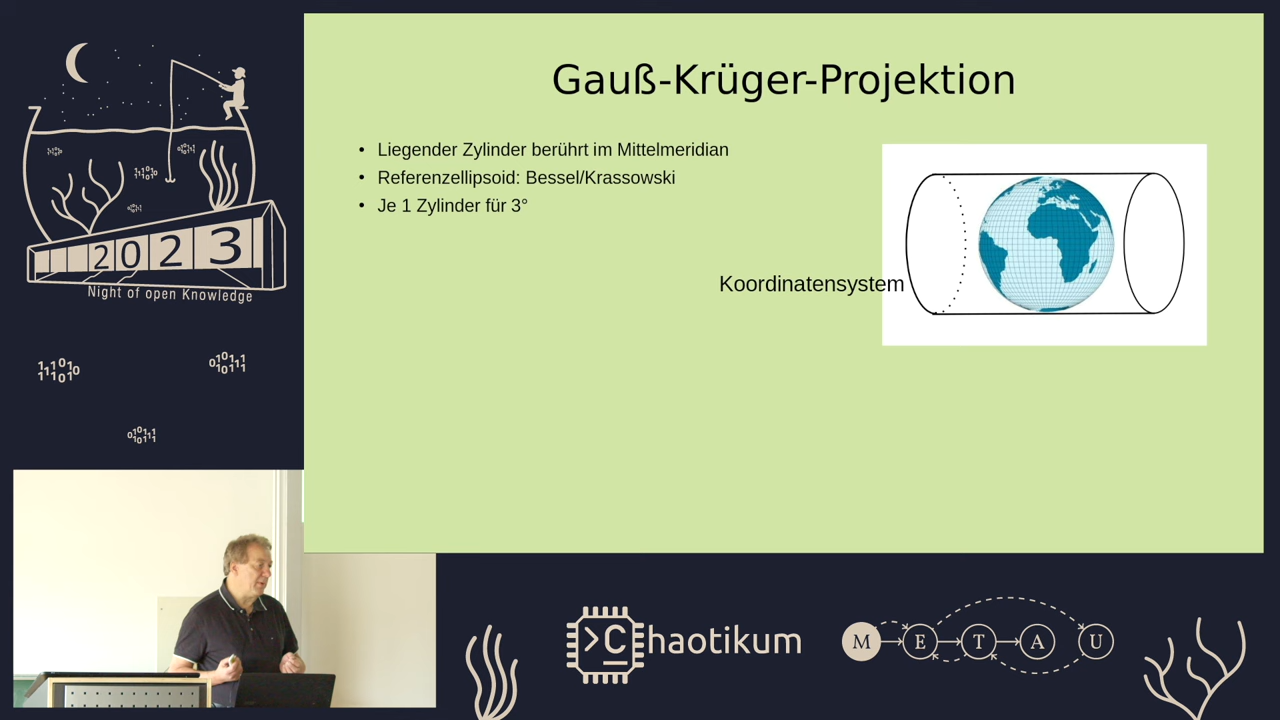 Gauß-Krüger-Projektion
• Liegender Zylinder berührt im Mittelmeridian
• Referenzellipsoid: Bessel/Krassowski
• Je 1 Zylinder für 3°
Koordinatensystem
2023
Night of open Knowledge
>C haotikum
M E T A U